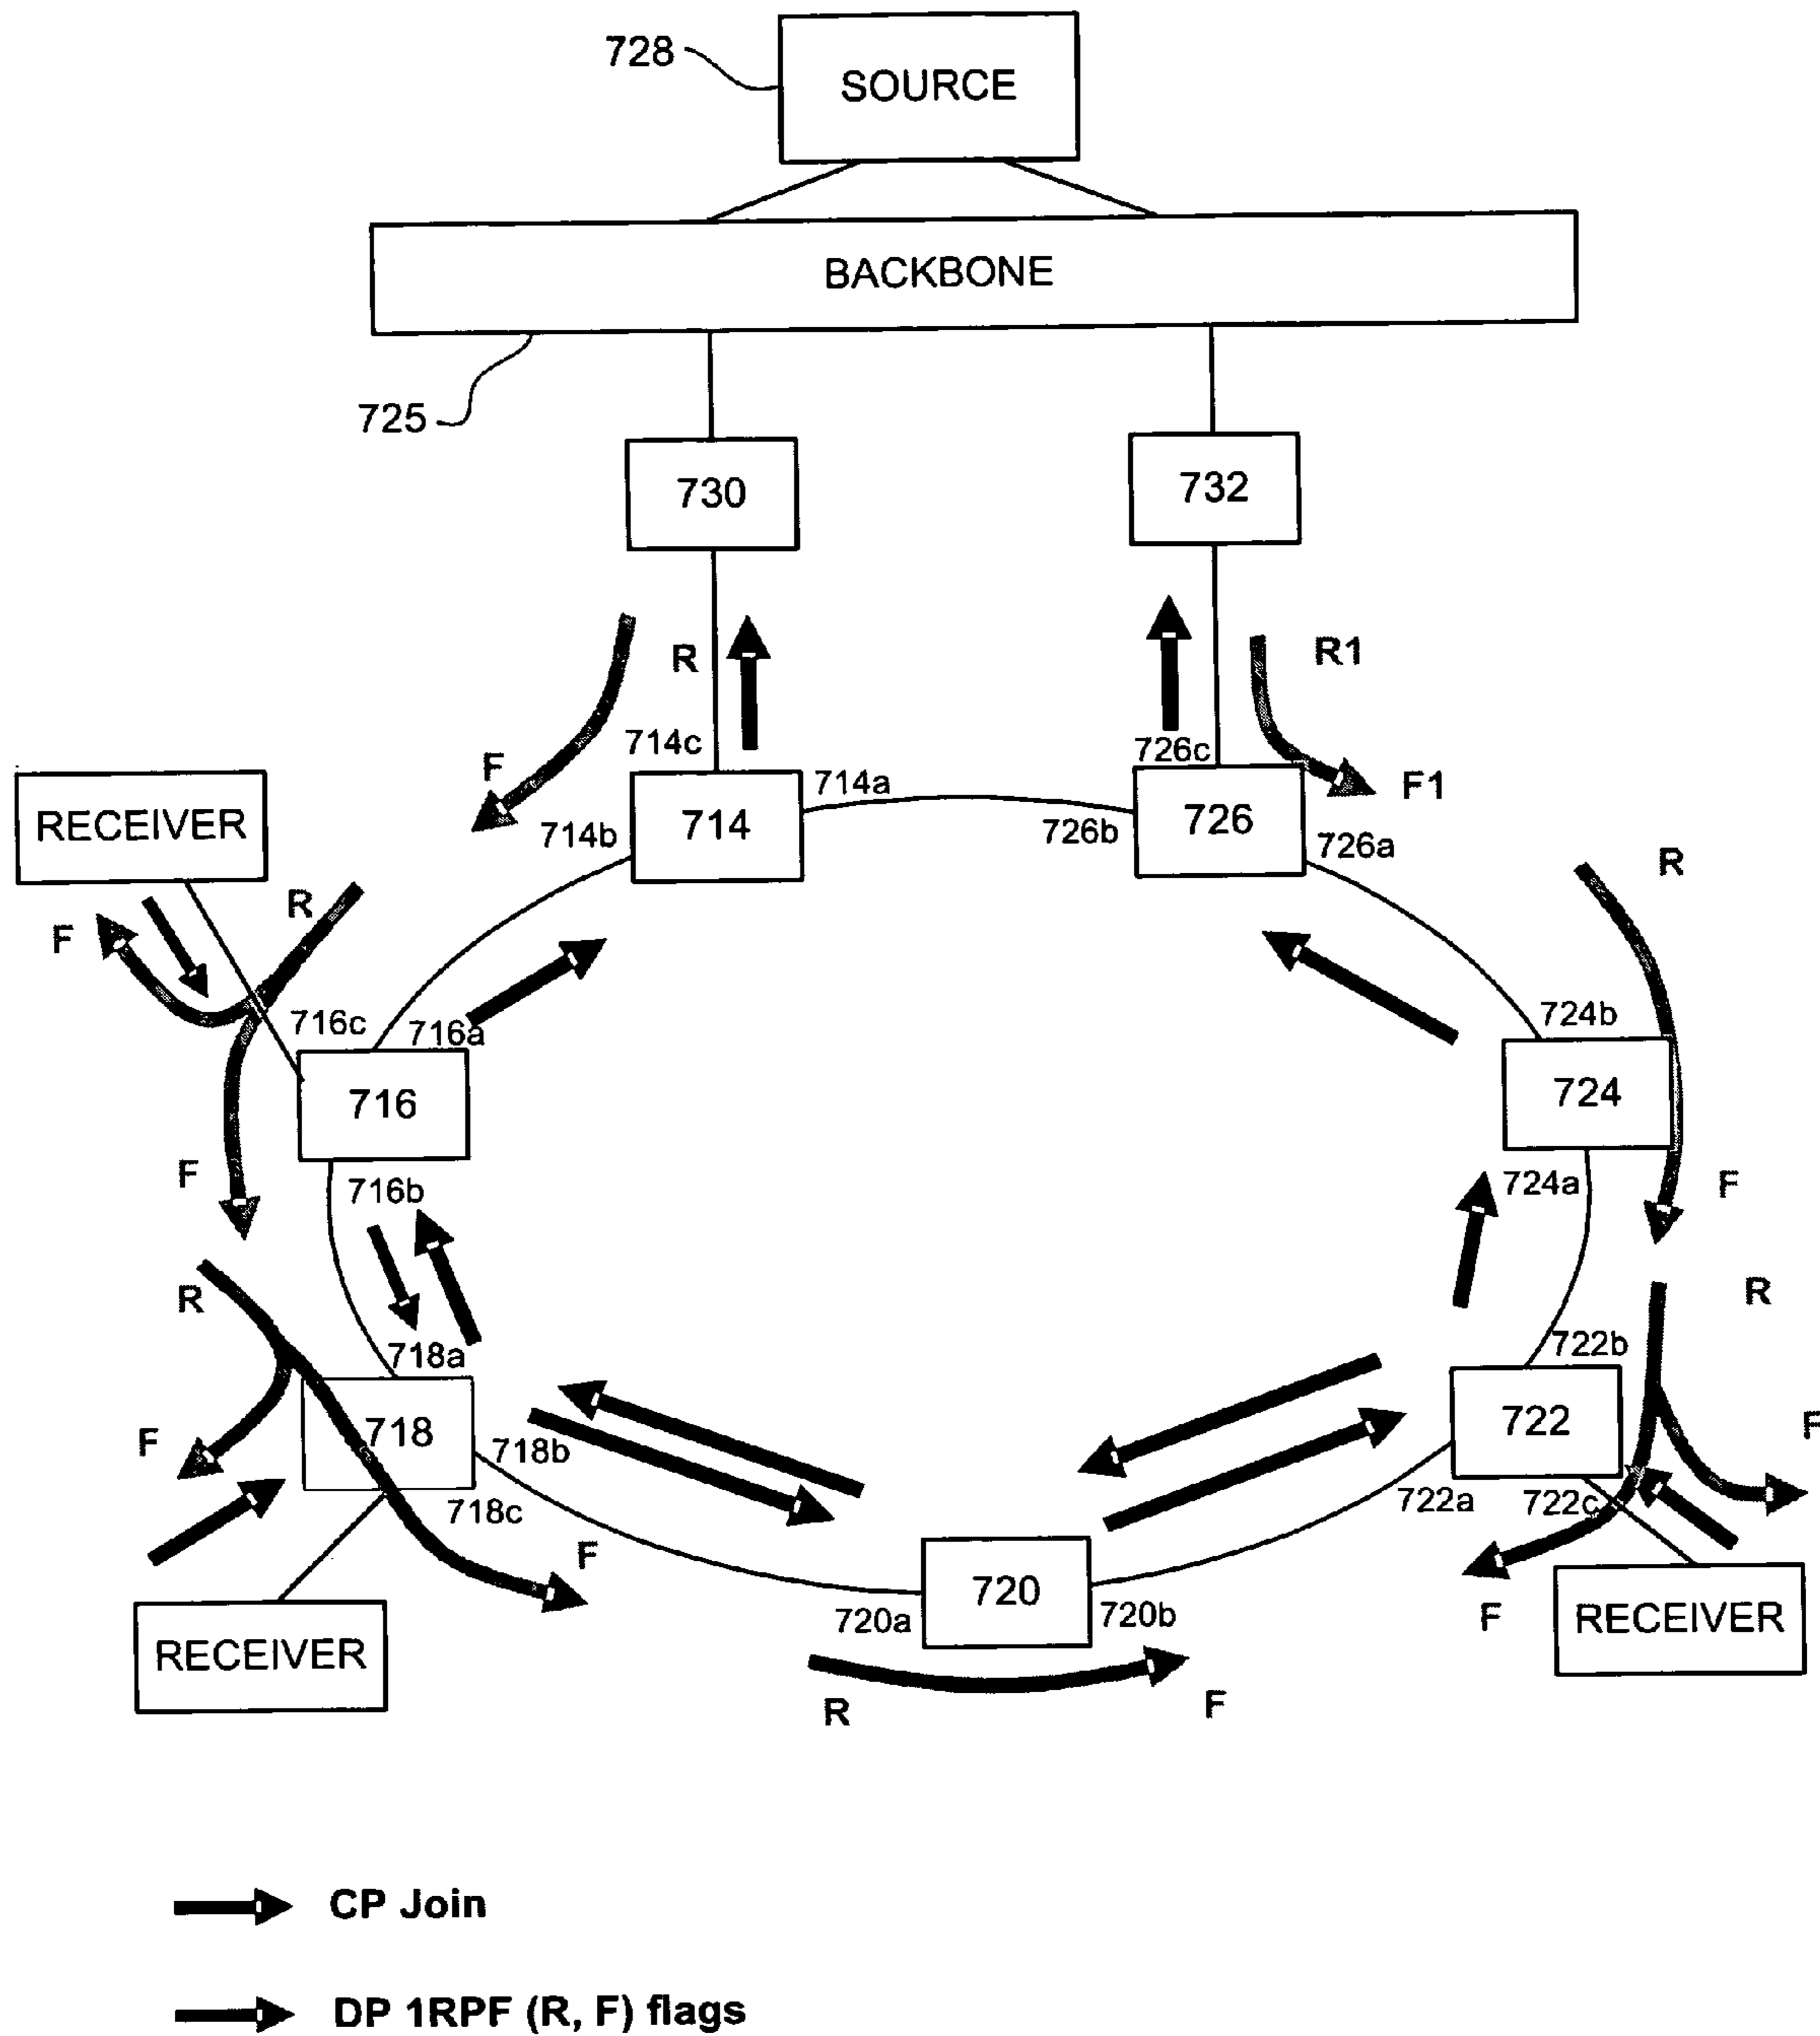 728
SOURCE
BACKBONE
725
730
732
R
R1
714c
726c
F
714a
F1
RECEIVER
714b
714
726b
726
726a
R
R
F
716c
716a
724b
716
724
F
716b
724a
F
R
R
718a
722b
718
722
F
F
718b
718c
722a
722c
F
720
720a
720b
F
RECEIVER
RECEIVER
R
F
CP Join
DP 1RPF (R, F) flags